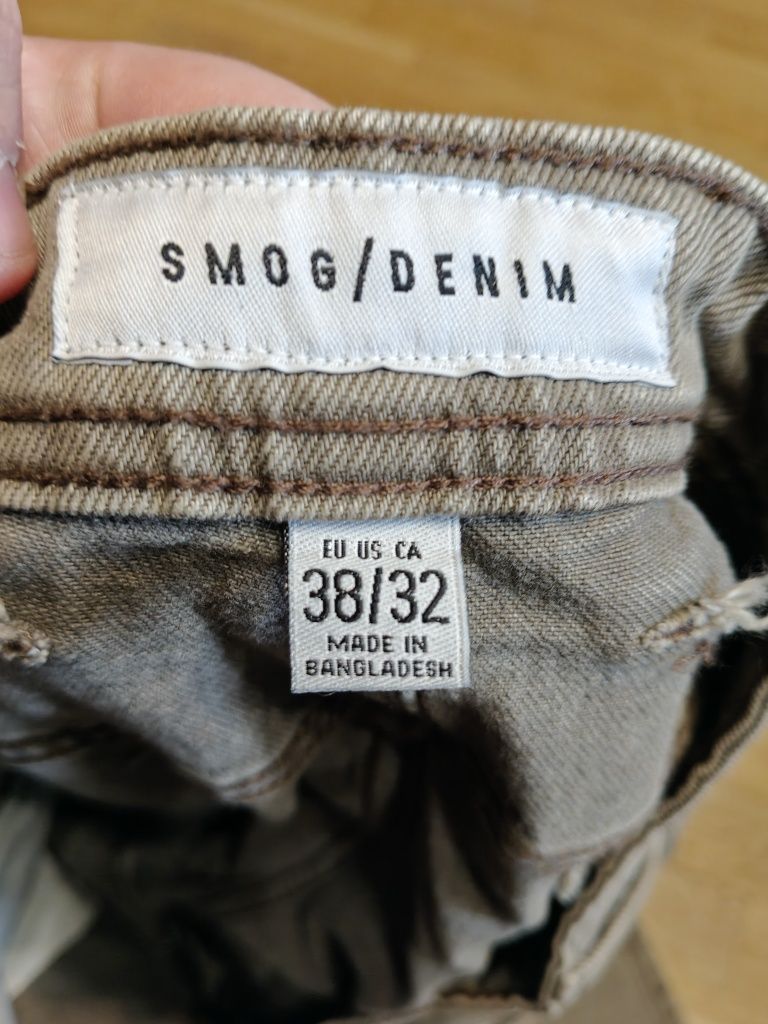 SMOG/DENIM
EU US CA
38/32
MADE IN
BANGLADESH